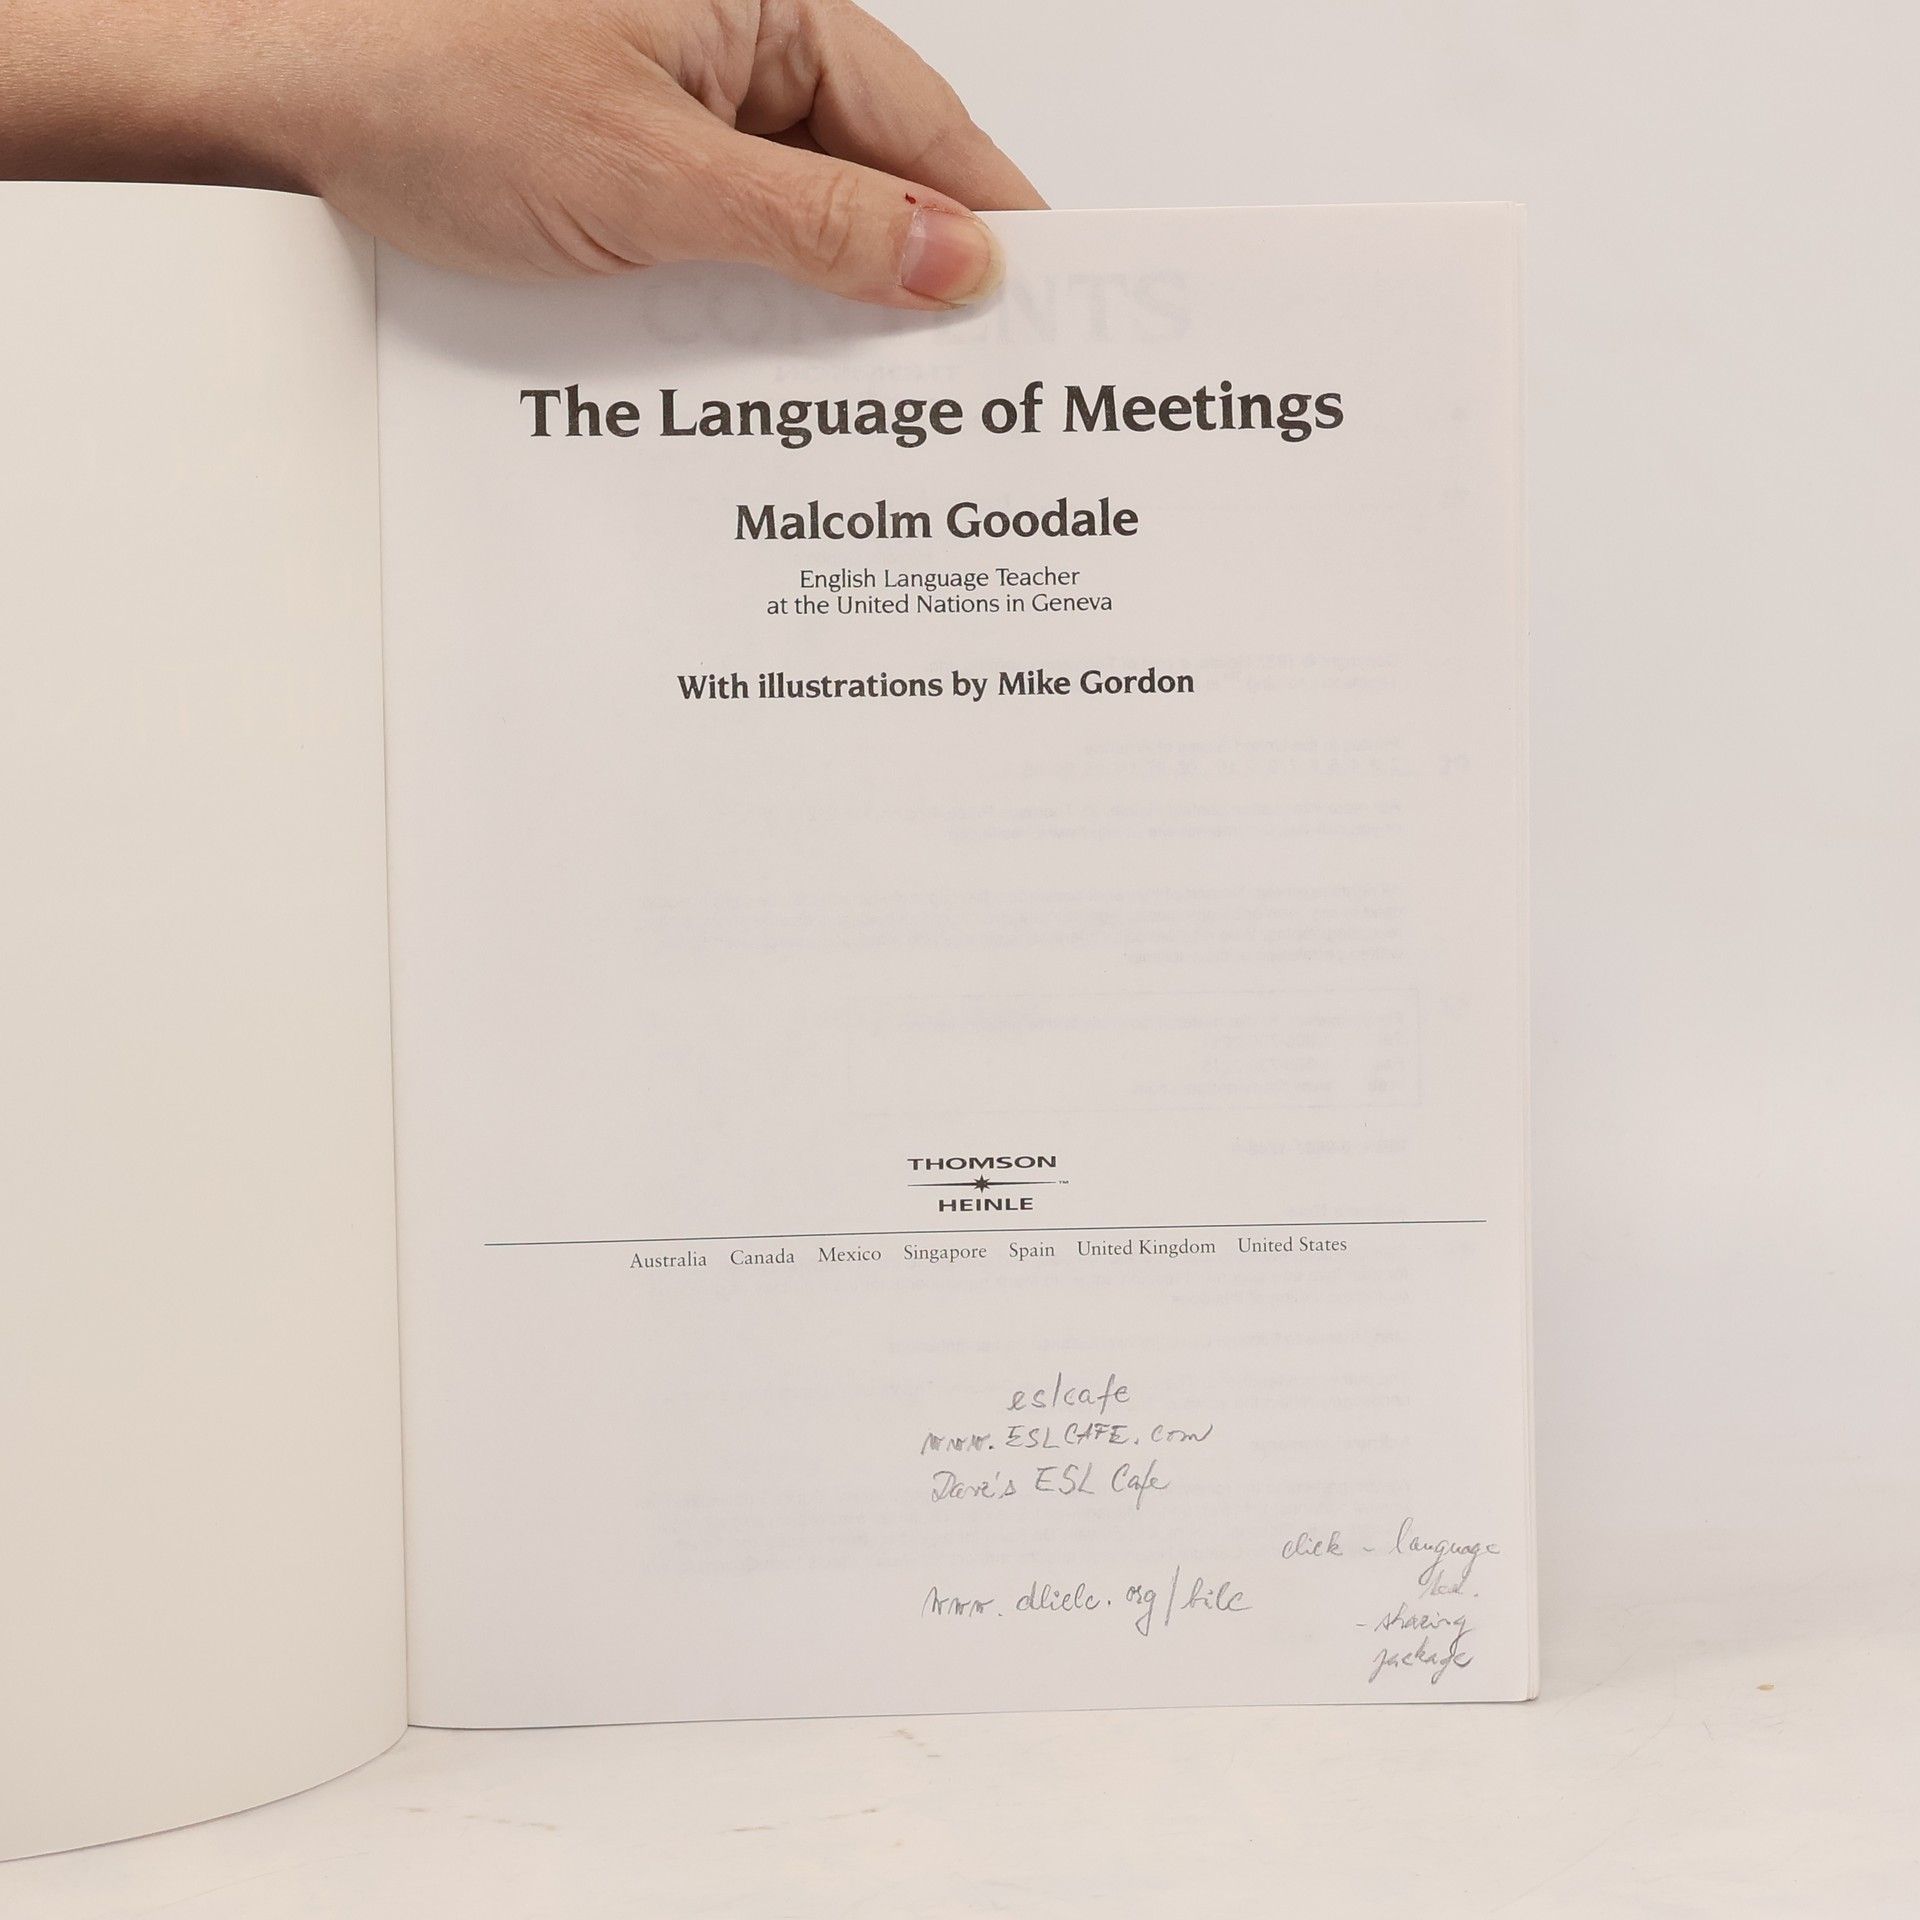 The Language of Meetings
Malcolm Goodale
English Language Teacher
at the United Nations in Geneva
With illustrations by Mike Gordon
THOMSON
™
HEINLE
Australia Canada Mexico Singapore Spain United Kingdom United States
eslcafe
www.ESLCAFE.com
Dave's ESL Cafe
click - language
- sharing
package
www.dlielc.org/bilc